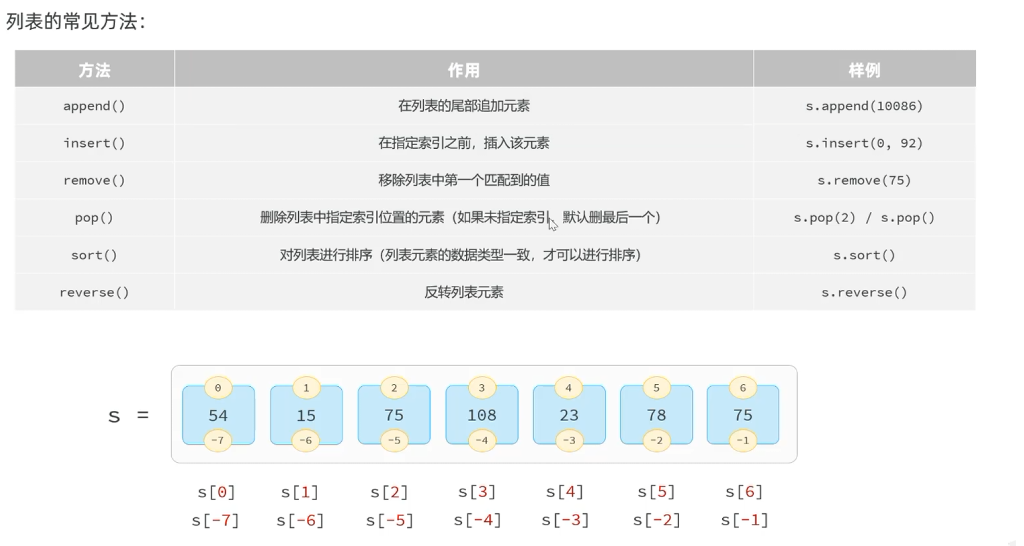 列表的常见方法：
方法 作用 样例
append() 在列表的尾部追加元素 s.append(10086)
insert() 在指定索引之前，插入该元素 s.insert(0, 92)
remove() 移除列表中第一个匹配到的值 s.remove(75)
pop() 删除列表中指定索引位置的元素（如果未指定索引、默认删最后一个） s.pop(2) / s.pop()
sort() 对列表进行排序（列表元素的数据类型一致，才可以进行排序） s.sort()
reverse() 反转列表元素 s.reverse()
0 1 2 3 4 5 6
s = 54 15 75 108 23 78 75
-7 -6 -5 -4 -3 -2 -1
s[0] s[1] s[2] s[3] s[4] s[5] s[6]
s[-7] s[-6] s[-5] s[-4] s[-3] s[-2] s[-1]